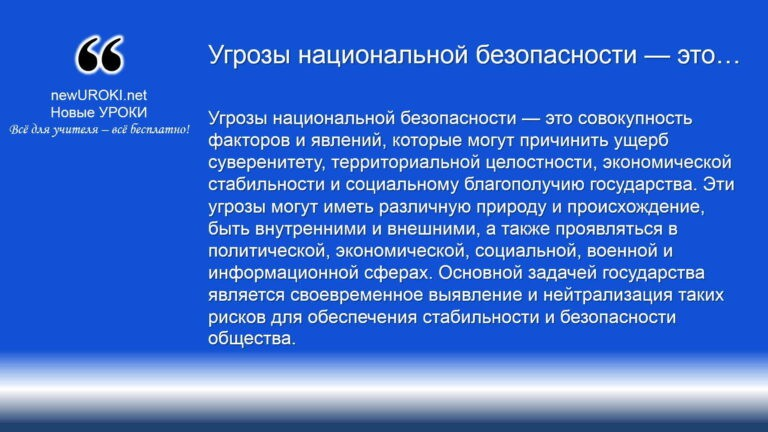 “
newUROKI.net
Новые УРОКИ
Всё для учителя – всё бесплатно!
Угрозы национальной безопасности — это…
Угрозы национальной безопасности — это совокупность
факторов и явлений, которые могут причинить ущерб
суверенитету, территориальной целостности, экономической
стабильности и социальному благополучию государства. Эти
угрозы могут иметь различную природу и происхождение,
быть внутренними и внешними, а также проявляться в
политической, экономической, социальной, военной и
информационной сферах. Основной задачей государства
является своевременное выявление и нейтрализация таких
рисков для обеспечения стабильности и безопасности
общества.